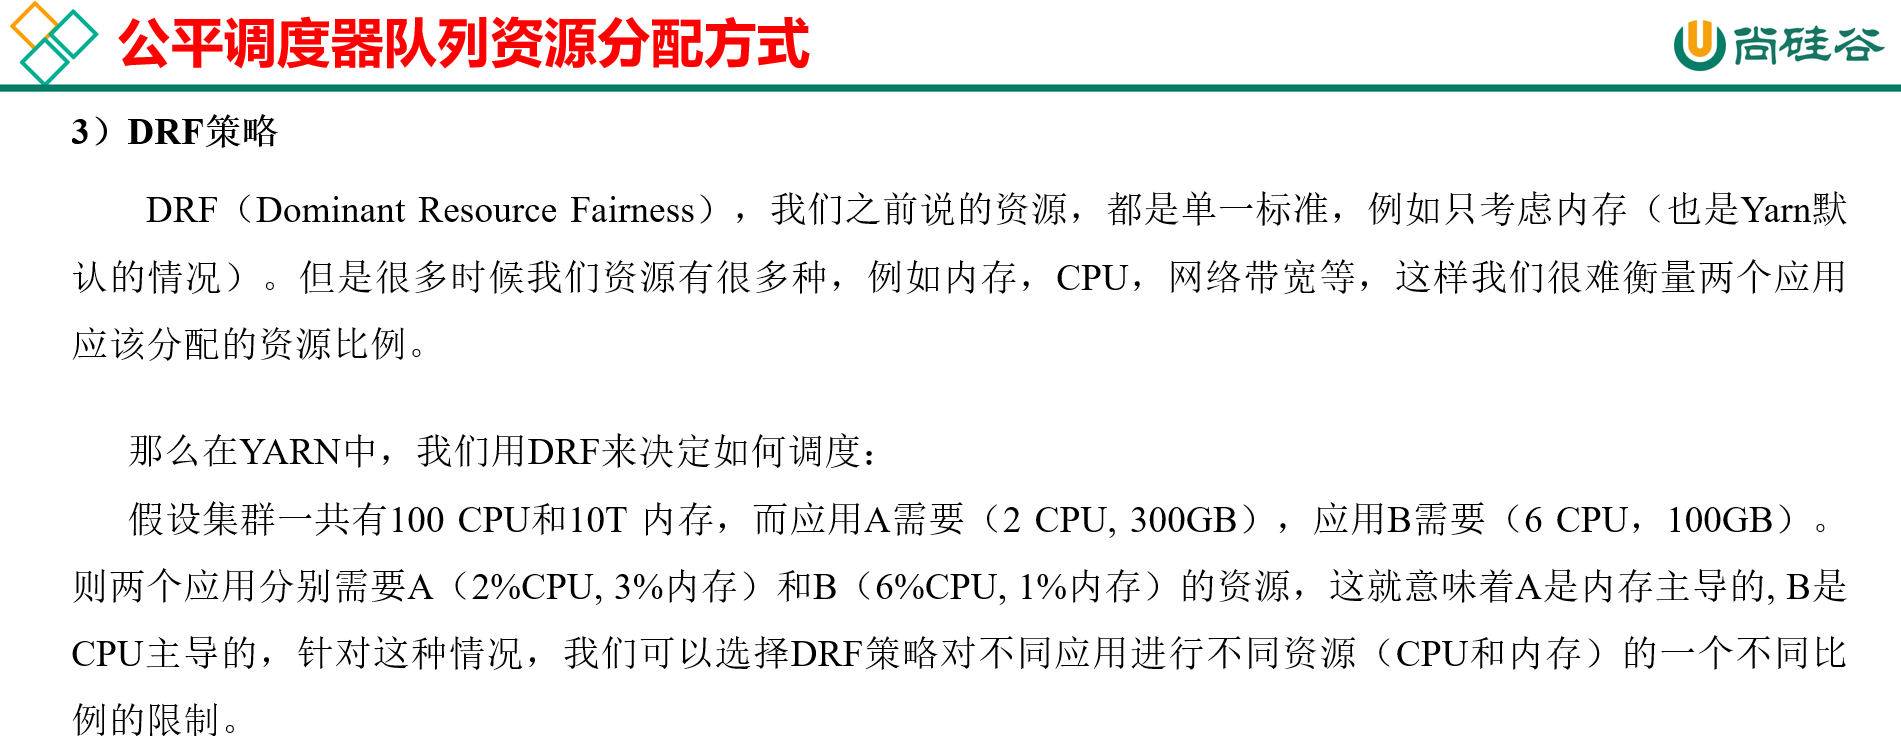 公平调度器队列资源分配方式
尚硅谷
3）DRF策略
DRF（Dominant Resource Fairness），我们之前说的资源，都是单一标准，例如只考虑内存（也是Yarn默
认的情况）。但是很多时候我们资源有很多种，例如内存，CPU，网络带宽等，这样我们很难衡量两个应用
应该分配的资源比例。
那么在YARN中，我们用DRF来决定如何调度：
假设集群一共有100 CPU和10T 内存，而应用A需要（2 CPU, 300GB），应用B需要（6 CPU，100GB）。
则两个应用分别需要A（2%CPU, 3%内存）和B（6%CPU, 1%内存）的资源，这就意味着A是内存主导的, B是
CPU主导的，针对这种情况，我们可以选择DRF策略对不同应用进行不同资源（CPU和内存）的一个不同比
例的限制。